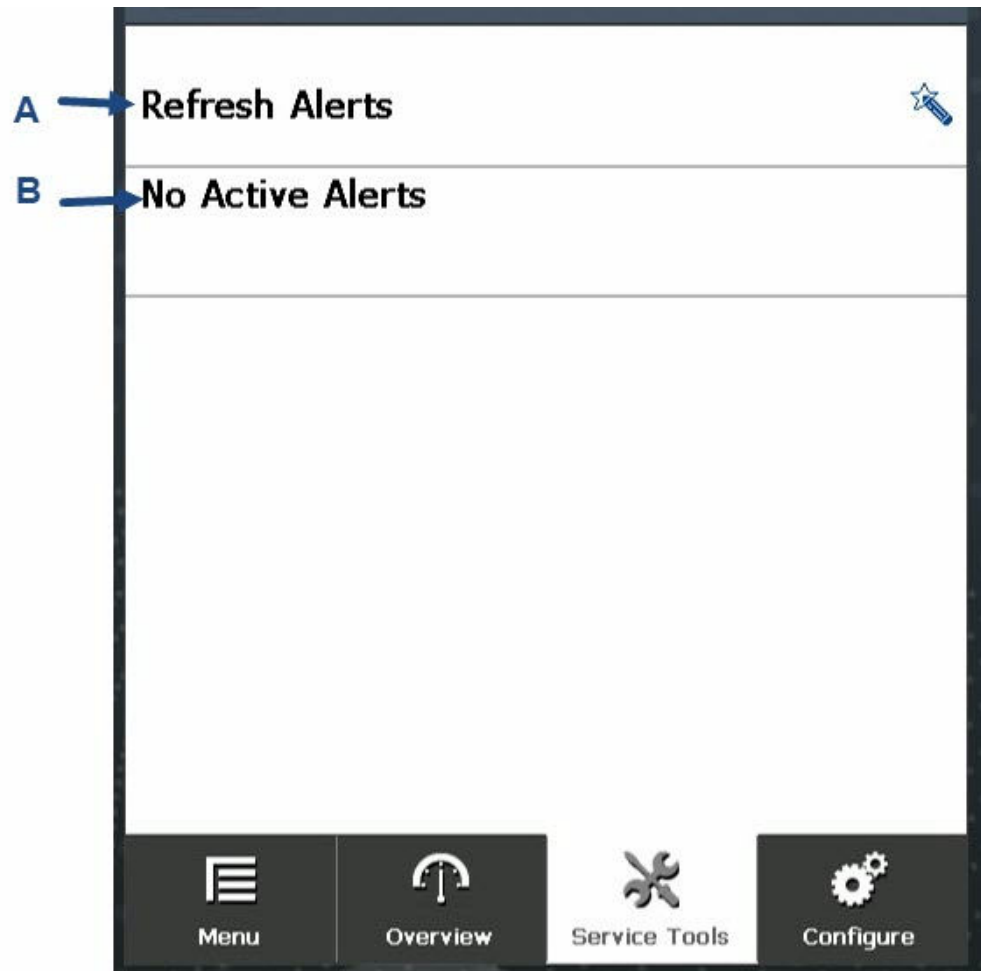 A
Refresh Alerts
B
No Active Alerts
Menu
Overview
Service Tools
Configure